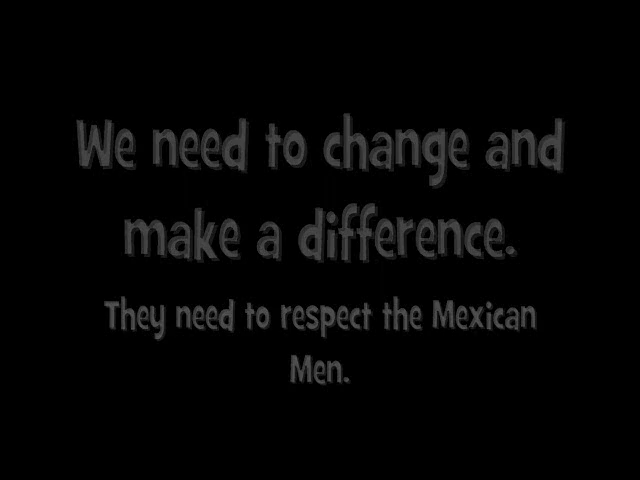 We need to change and
make a difference.
They need to respect the Mexican
Men.